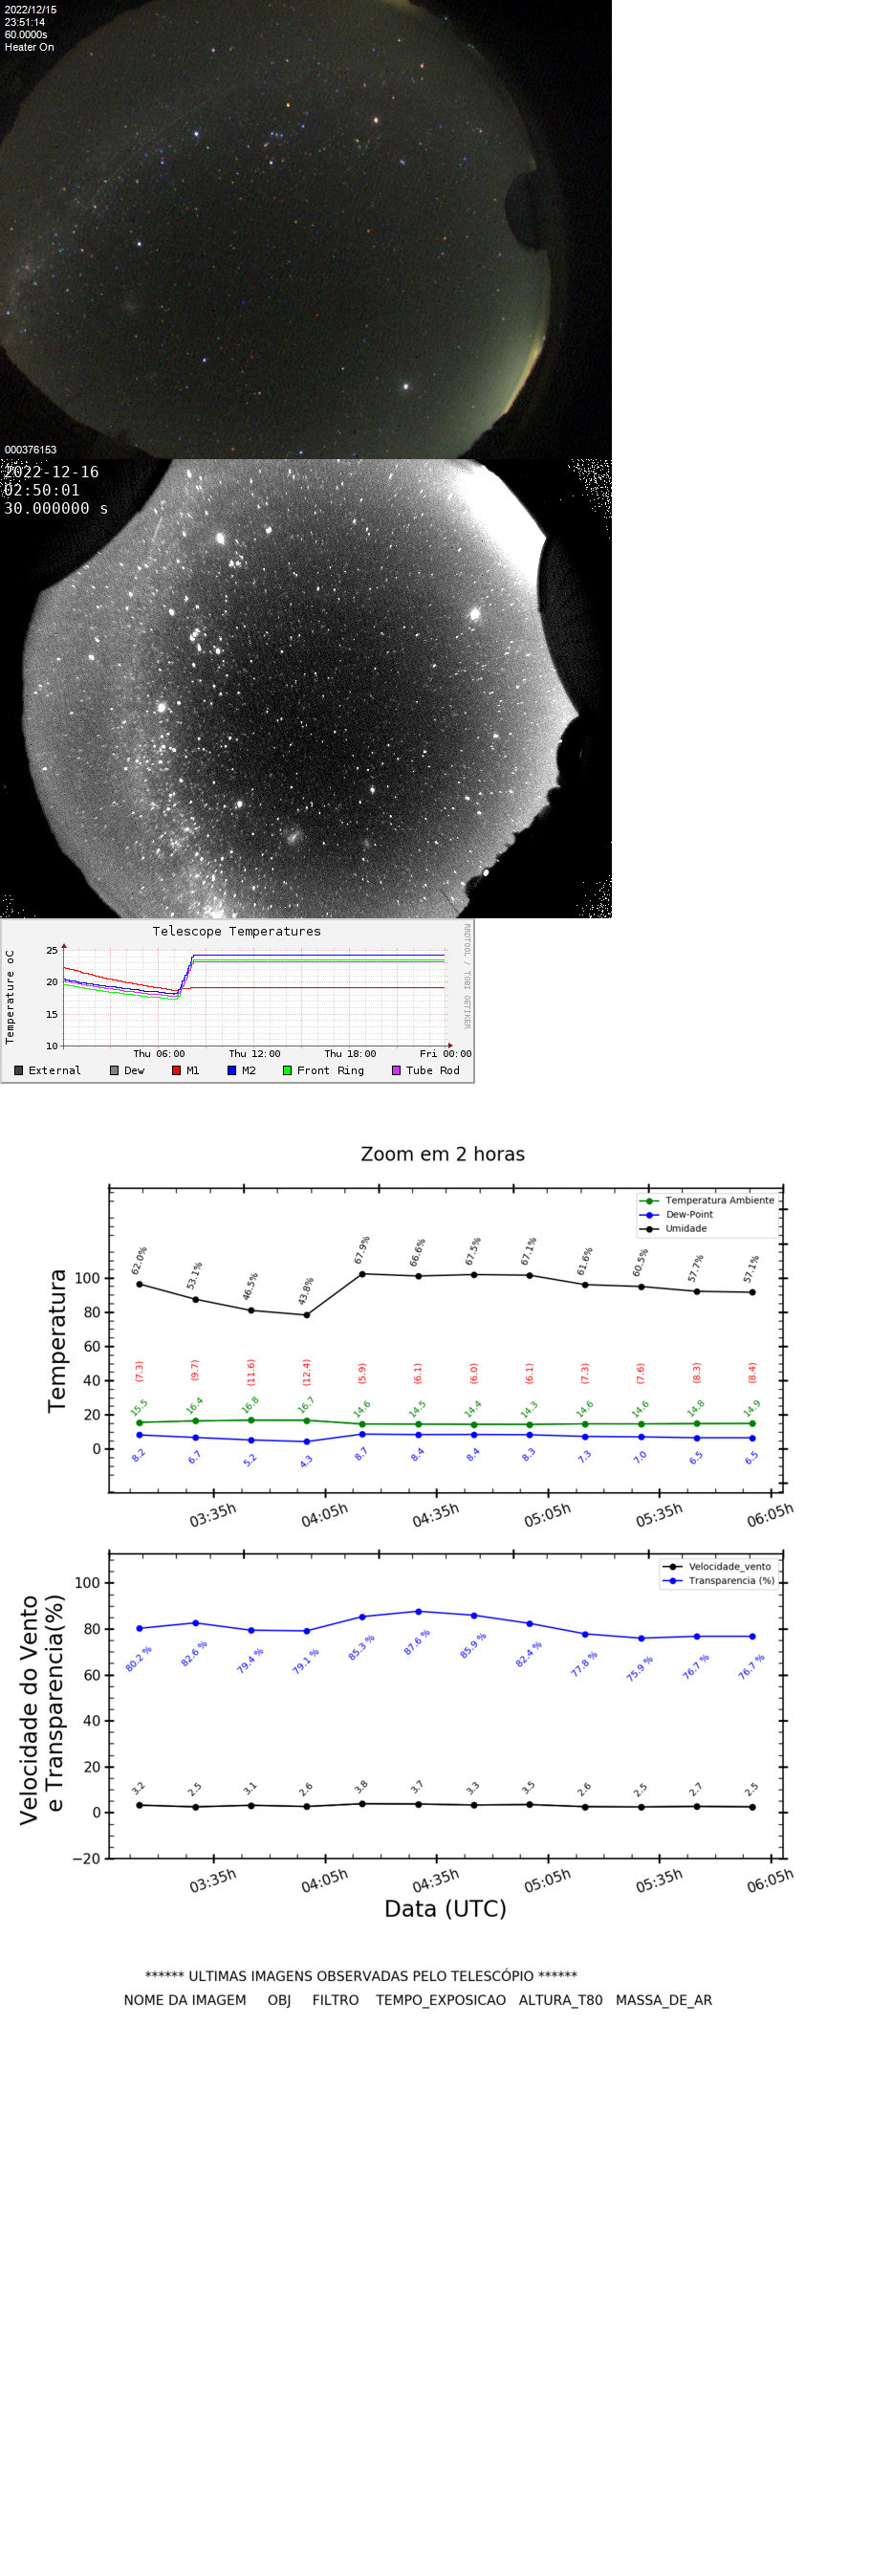 2022/12/15
23:51:14
60.0000s
Heater On
000376153
2022-12-16
02:50:01
30.000000 s
Telescope Temperatures
RRDTOOL / TOBI OETIKER
Temperature oC
25
20
15
10
Thu 06:00 Thu 12:00 Thu 18:00 Fri 00:00
External Dew M1 M2 Front Ring Tube Rod
Zoom em 2 horas
Temperatura Ambiente
Dew-Point
Umidade
Temperatura
100
80
60
40
20
0
62.0% 53.1% 46.5% 43.8% 67.9% 66.6% 67.5% 67.1% 61.6% 60.5% 57.7% 57.1%
(7.3) (9.7) (11.6) (12.4) (5.9) (6.1) (6.0) (6.1) (7.3) (7.6) (8.3) (8.4)
15.5 16.4 16.8 16.7 14.6 14.5 14.4 14.3 14.6 14.6 14.8 14.9
8.2 6.7 5.2 4.3 8.7 8.4 8.4 8.3 7.3 7.0 6.5 6.5
03:35h 04:05h 04:35h 05:05h 05:35h 06:05h
Velocidade_vento
Transparencia (%)
Velocidade do Vento
e Transparencia(%)
100
80
60
40
20
0
−20
80.2 % 82.6 % 79.4 % 79.1 % 85.3 % 87.6 % 85.9 % 82.4 % 77.8 % 75.9 % 76.7 % 76.7 %
3.2 2.5 3.1 2.6 3.8 3.7 3.3 3.5 2.6 2.5 2.7 2.5
03:35h 04:05h 04:35h 05:05h 05:35h 06:05h
Data (UTC)
****** ULTIMAS IMAGENS OBSERVADAS PELO TELESCÓPIO ******
NOME DA IMAGEM OBJ FILTRO TEMPO_EXPOSICAO ALTURA_T80 MASSA_DE_AR